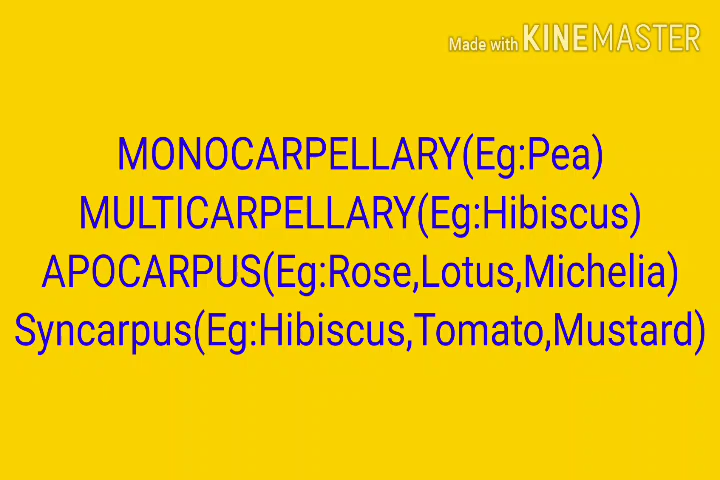 Made with KINEMASTER
MONOCARPELLARY(Eg:Pea)
MULTICARPELLARY(Eg:Hibiscus)
APOCARPUS(Eg:Rose,Lotus,Michelia)
Syncarpus(Eg:Hibiscus,Tomato,Mustard)